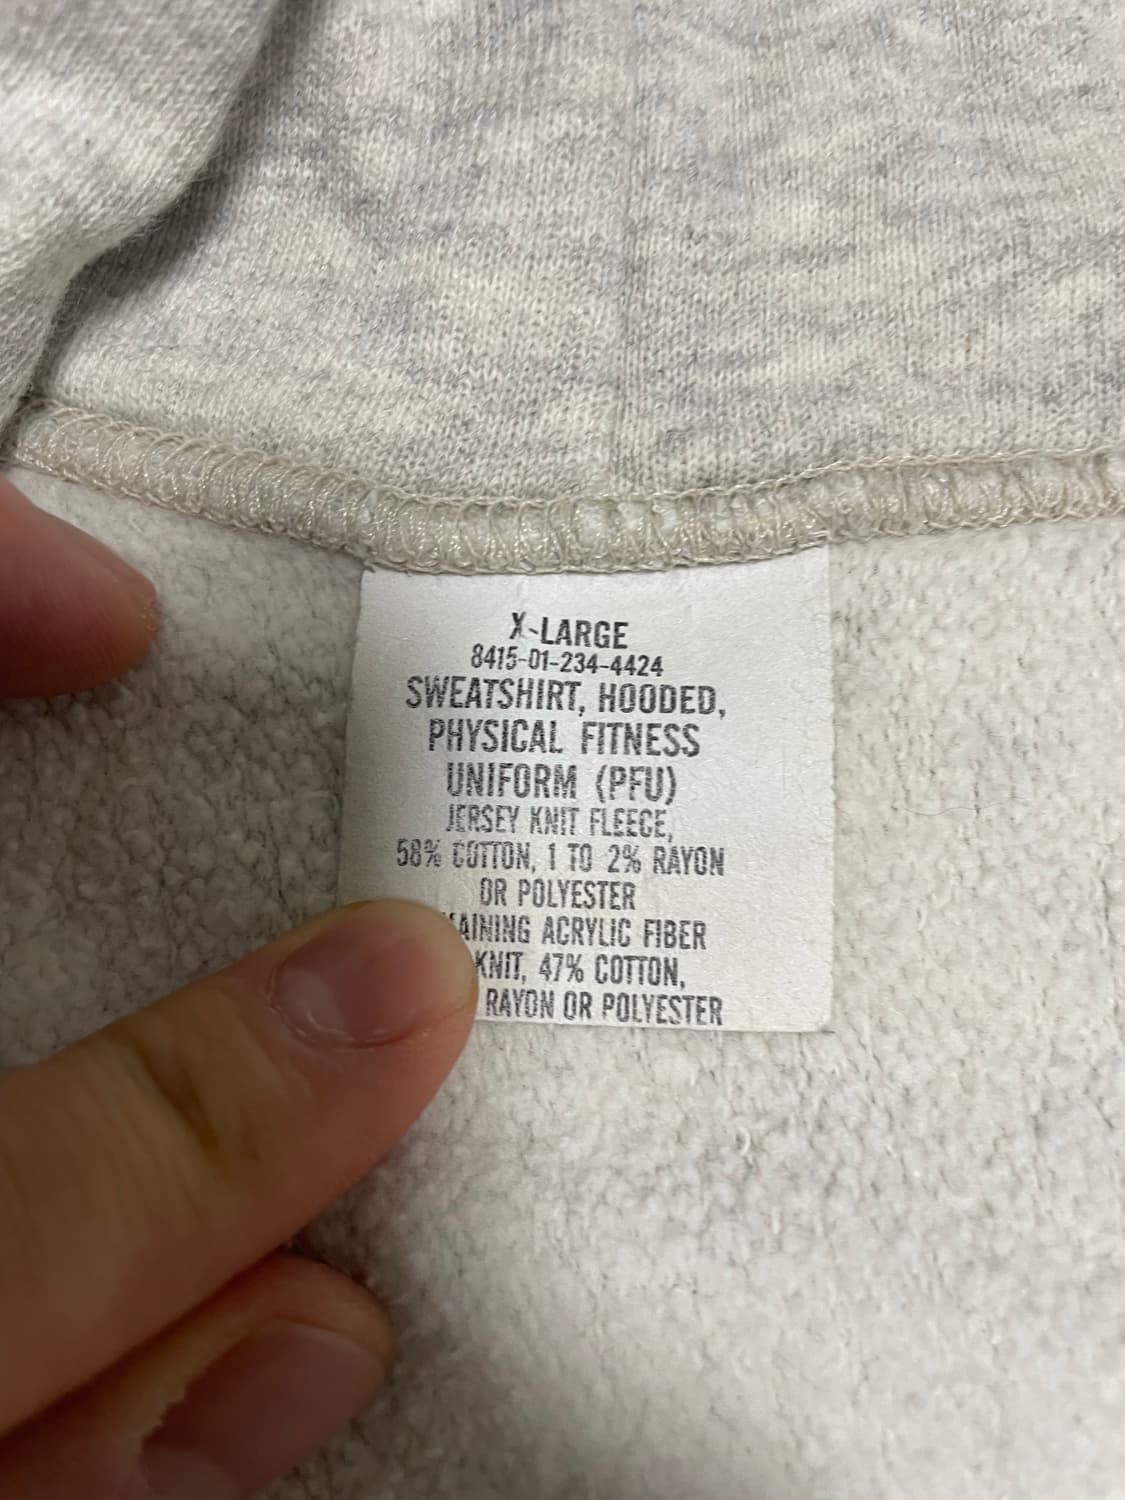 X-LARGE
8415-01-234-4424
SWEATSHIRT, HOODED,
PHYSICAL FITNESS
UNIFORM (PFU)
JERSEY KNIT FLEECE,
58% COTTON, 1 TO 2% RAYON
OR POLYESTER
ACRYLIC FIBER
KNIT, 47% COTTON,
RAYON OR POLYESTER